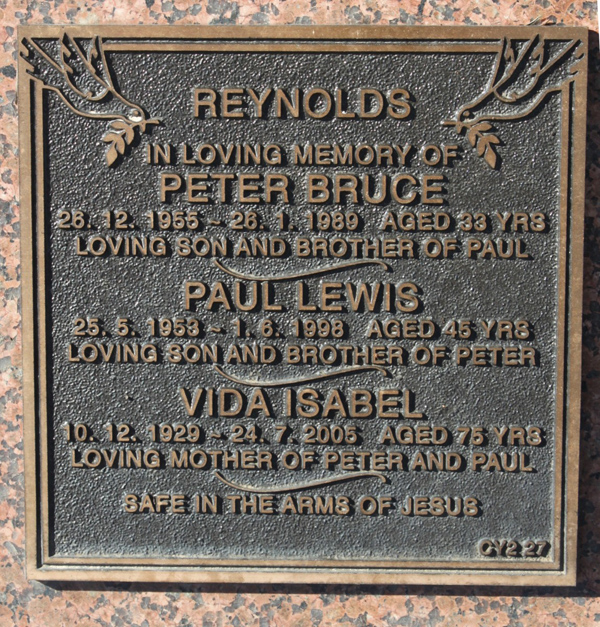 REYNOLDS
IN LOVING MEMORY OF
PETER BRUCE
26. 12. 1955 ~ 26. 1. 1989 AGED 33 YRS
LOVING SON AND BROTHER OF PAUL
PAUL LEWIS
25. 5. 1953 ~ 1. 6. 1998 AGED 45 YRS
LOVING SON AND BROTHER OF PETER
VIDA ISABEL
10. 12. 1929 ~ 24. 7. 2005 AGED 75 YRS
LOVING MOTHER OF PETER AND PAUL
SAFE IN THE ARMS OF JESUS
CY2 27